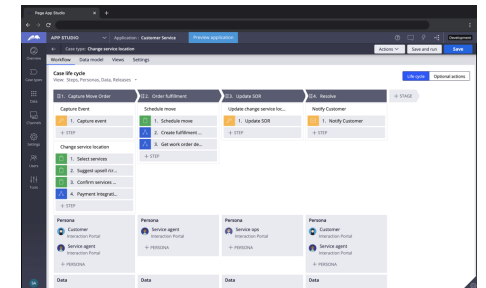 Pega App Studio
APP STUDIO
Application: Customer Service
Preview application
Development
Case type: Change service location
Actions
Save and run
Save
Workflow Data model Views Settings
Case life cycle
View: Steps, Personas, Data, Releases
Life cycle
Optional actions
Overview
Case types
Data
Channels
Settings
Users
Tools
SA
1. Capture Move Order
2. Order fulfillment
3. Update SOR
4. Resolve
+ STAGE
Capture Event
Schedule move
Update change service loc...
Notify Customer
1. Capture event
1. Schedule move
1. Update SOR
1. Notify Customer
+ STEP
2. Create fulfillment ...
+ STEP
+ STEP
3. Get work order de...
+ STEP
Change service location
1. Select services
2. Suggest upsell /cr...
3. Confirm services ...
4. Payment Integrati...
+ STEP
Persona
Persona
Persona
Persona
Customer
Interaction Portal
Service agent
Interaction Portal
Service ops
Interaction Portal
Customer
Interaction Portal
Service agent
Interaction Portal
+ PERSONA
+ PERSONA
+ PERSONA
Service agent
Interaction Portal
+ PERSONA
Data
Data
Data
Data